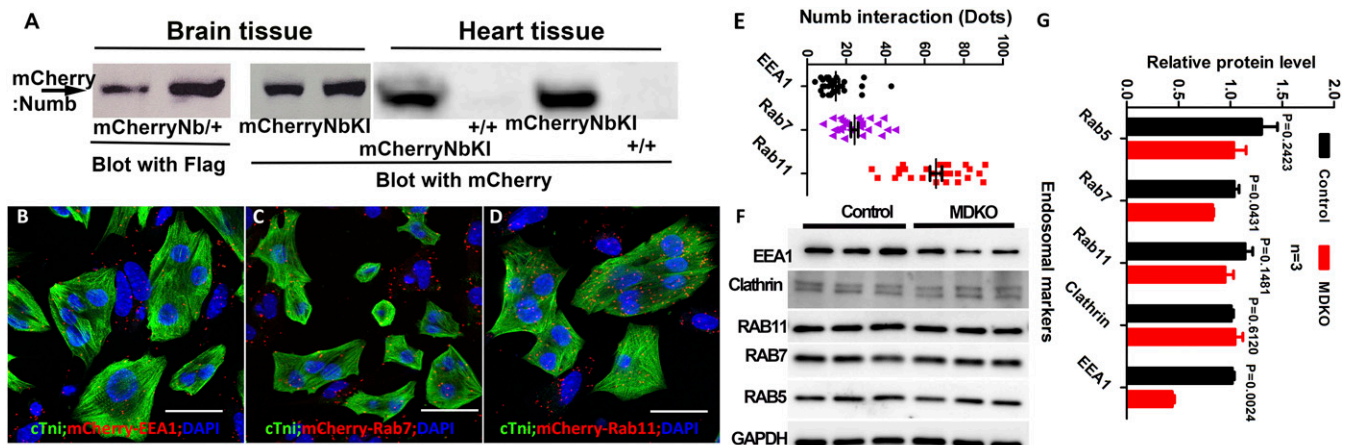 A
Brain tissue
Heart tissue
mCherry
:Numb
mCherryNb/+
mCherryNbKI
+/+
mCherryNbKI
mCherryNbKI
+/+
Blot with Flag
Blot with mCherry
B
cTni;mCherry-EEA1;DAPI
C
cTni;mCherry-Rab7;DAPI
D
cTni;mCherry-Rab11;DAPI
E
Numb interaction (Dots)
0
20
40
60
80
100
EEA1
Rab7
Rab11
F
Control
MDKO
EEA1
Clathrin
RAB11
RAB7
RAB5
GAPDH
G
Relative protein level
0.0
0.5
1.0
1.5
2.0
Rab5
Rab7
Rab11
Clathrin
EEA1
Endosomal markers
P=0.2423
P=0.0431
P=0.1481
P=0.6120
P=0.0024
Control
MDKO
n=3